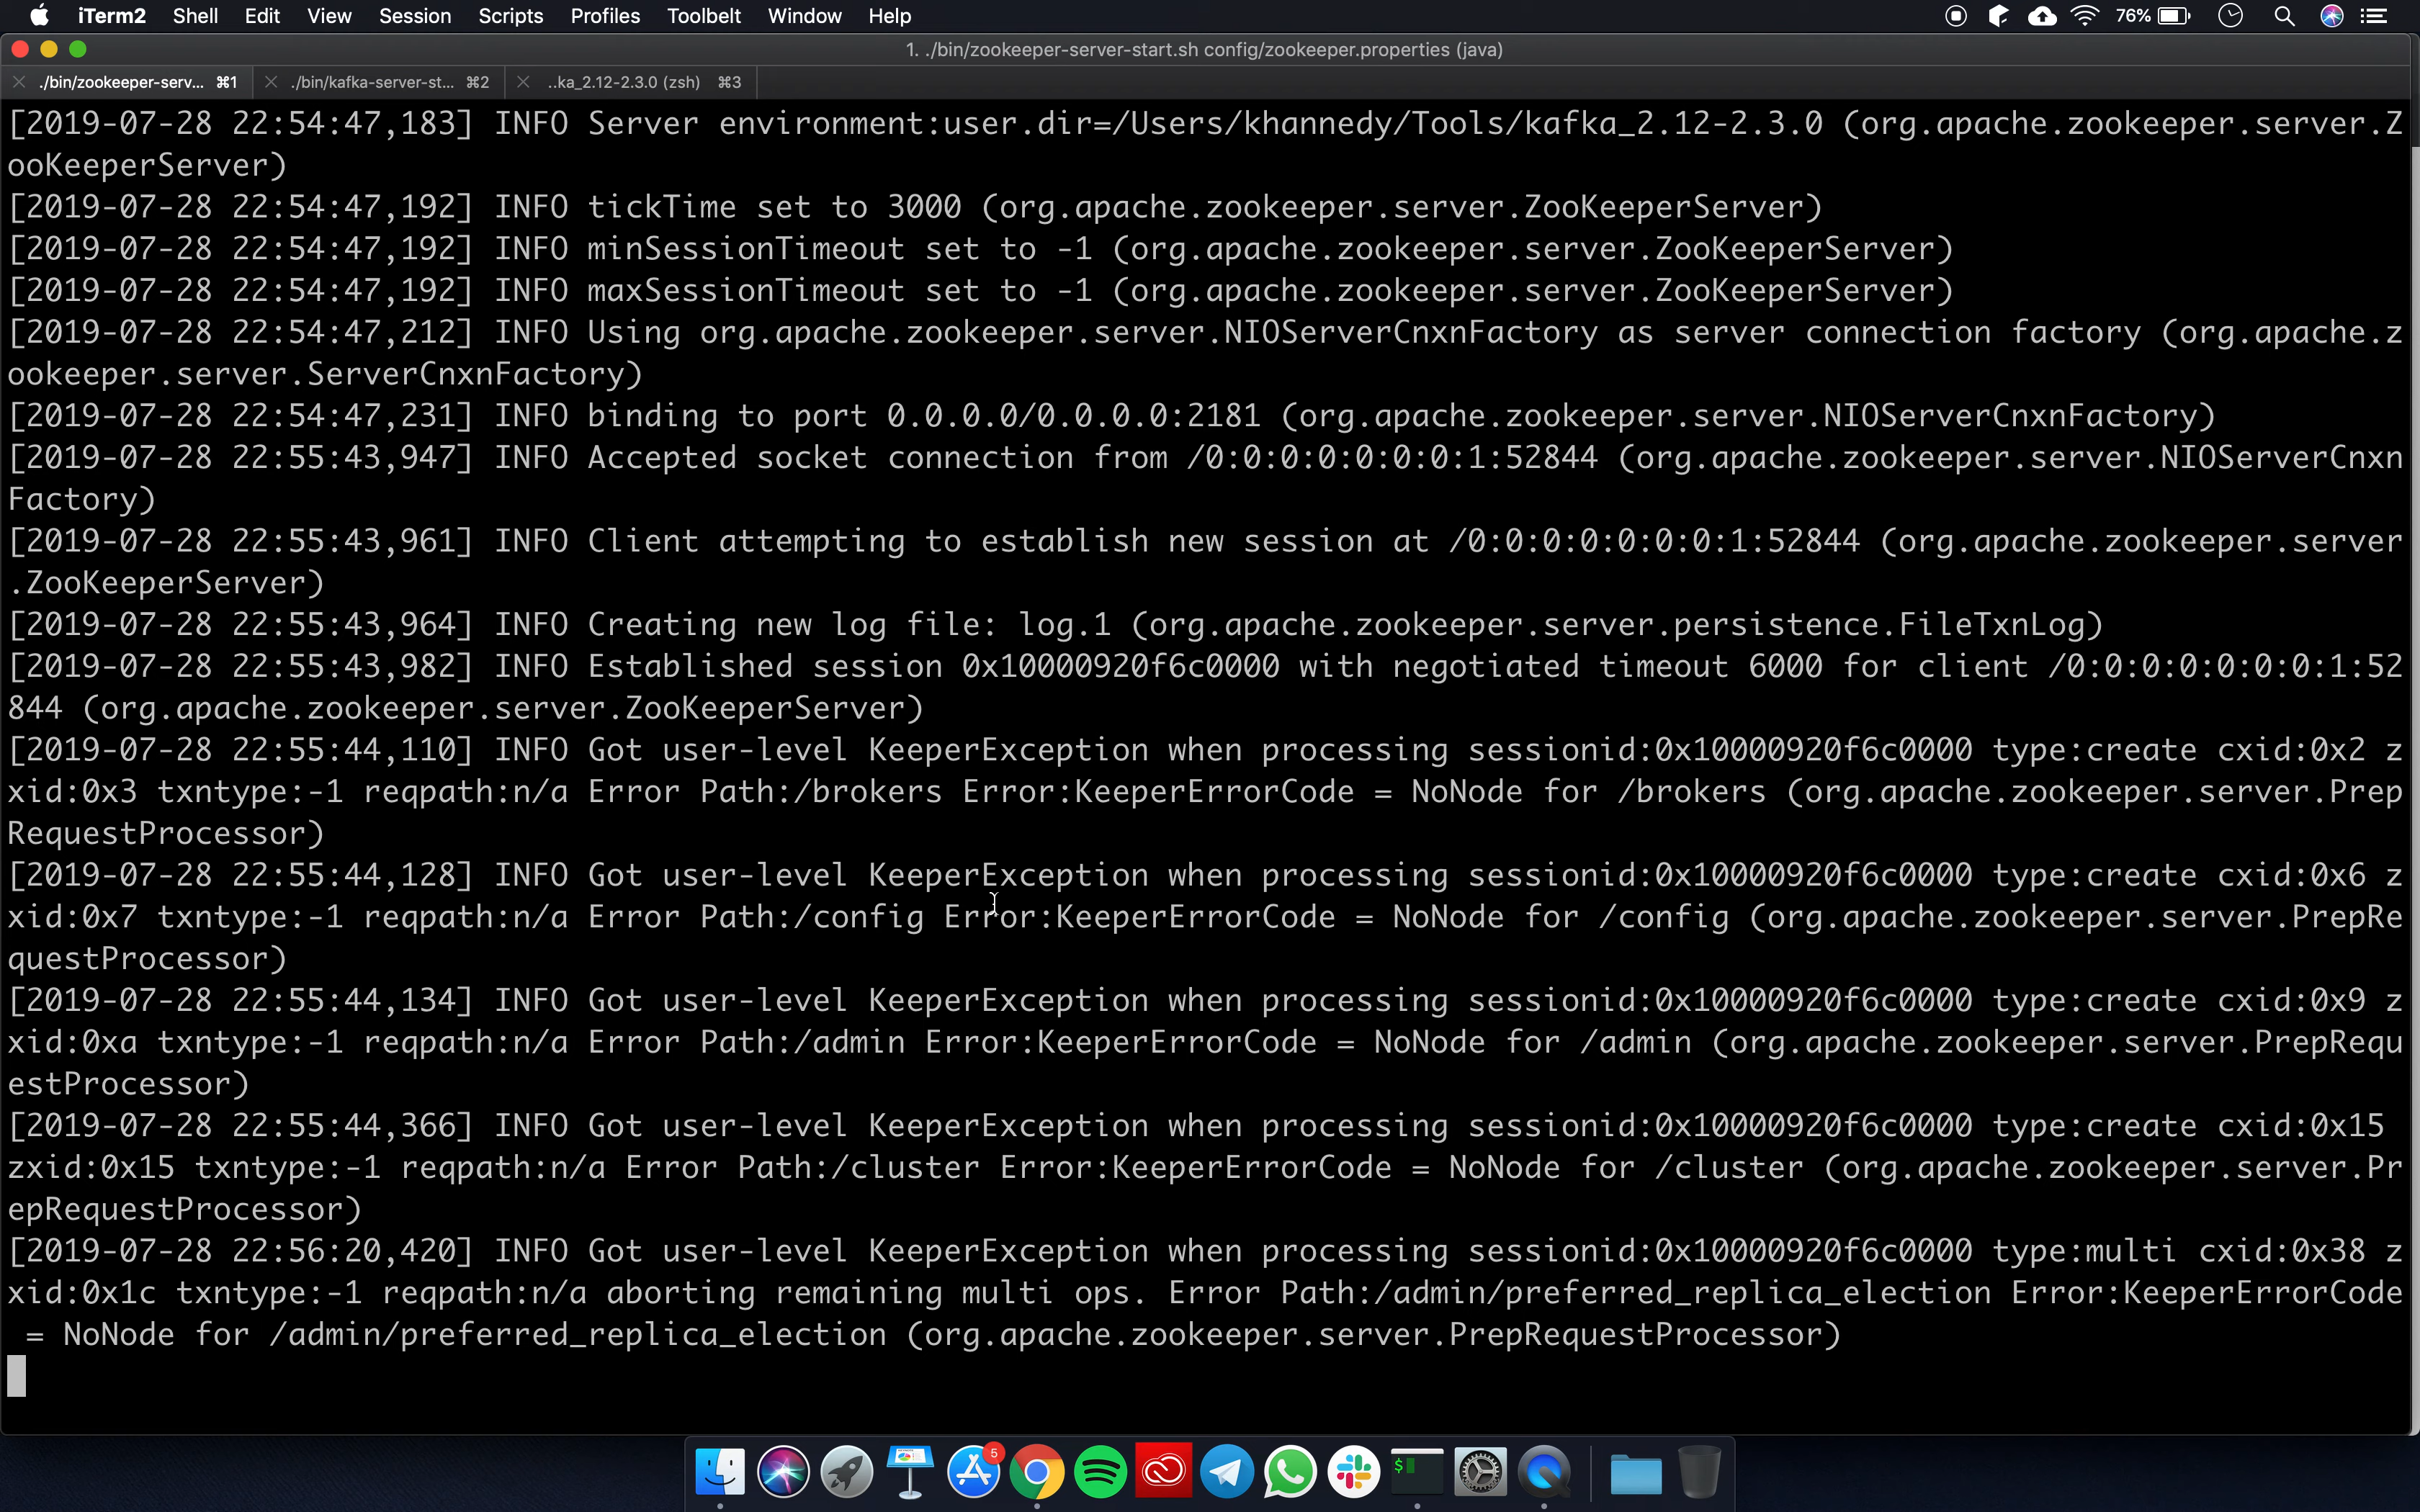 iTerm2 Shell Edit View Session Scripts Profiles Toolbelt Window Help 76%
1. ./bin/zookeeper-server-start.sh config/zookeeper.properties (java)
./bin/zookeeper-serv... ⌘1 ./bin/kafka-server-st... ⌘2 ..ka_2.12-2.3.0 (zsh) ⌘3
[2019-07-28 22:54:47,183] INFO Server environment:user.dir=/Users/khannedy/Tools/kafka_2.12-2.3.0 (org.apache.zookeeper.server.Z
ooKeeperServer)
[2019-07-28 22:54:47,192] INFO tickTime set to 3000 (org.apache.zookeeper.server.ZooKeeperServer)
[2019-07-28 22:54:47,192] INFO minSessionTimeout set to -1 (org.apache.zookeeper.server.ZooKeeperServer)
[2019-07-28 22:54:47,192] INFO maxSessionTimeout set to -1 (org.apache.zookeeper.server.ZooKeeperServer)
[2019-07-28 22:54:47,212] INFO Using org.apache.zookeeper.server.NIOServerCnxnFactory as server connection factory (org.apache.z
ookeeper.server.ServerCnxnFactory)
[2019-07-28 22:54:47,231] INFO binding to port 0.0.0.0/0.0.0.0:2181 (org.apache.zookeeper.server.NIOServerCnxnFactory)
[2019-07-28 22:55:43,947] INFO Accepted socket connection from /0:0:0:0:0:0:0:1:52844 (org.apache.zookeeper.server.NIOServerCnxn
Factory)
[2019-07-28 22:55:43,961] INFO Client attempting to establish new session at /0:0:0:0:0:0:0:1:52844 (org.apache.zookeeper.server
.ZooKeeperServer)
[2019-07-28 22:55:43,964] INFO Creating new log file: log.1 (org.apache.zookeeper.server.persistence.FileTxnLog)
[2019-07-28 22:55:43,982] INFO Established session 0x10000920f6c0000 with negotiated timeout 6000 for client /0:0:0:0:0:0:0:1:52
844 (org.apache.zookeeper.server.ZooKeeperServer)
[2019-07-28 22:55:44,110] INFO Got user-level KeeperException when processing sessionid:0x10000920f6c0000 type:create cxid:0x2 z
xid:0x3 txntype:-1 reqpath:n/a Error Path:/brokers Error:KeeperErrorCode = NoNode for /brokers (org.apache.zookeeper.server.Prep
RequestProcessor)
[2019-07-28 22:55:44,128] INFO Got user-level KeeperException when processing sessionid:0x10000920f6c0000 type:create cxid:0x6 z
xid:0x7 txntype:-1 reqpath:n/a Error Path:/config Error:KeeperErrorCode = NoNode for /config (org.apache.zookeeper.server.PrepRe
questProcessor)
[2019-07-28 22:55:44,134] INFO Got user-level KeeperException when processing sessionid:0x10000920f6c0000 type:create cxid:0x9 z
xid:0xa txntype:-1 reqpath:n/a Error Path:/admin Error:KeeperErrorCode = NoNode for /admin (org.apache.zookeeper.server.PrepRequ
estProcessor)
[2019-07-28 22:55:44,366] INFO Got user-level KeeperException when processing sessionid:0x10000920f6c0000 type:create cxid:0x15
zxid:0x15 txntype:-1 reqpath:n/a Error Path:/cluster Error:KeeperErrorCode = NoNode for /cluster (org.apache.zookeeper.server.Pr
epRequestProcessor)
[2019-07-28 22:56:20,420] INFO Got user-level KeeperException when processing sessionid:0x10000920f6c0000 type:multi cxid:0x38 z
xid:0x1c txntype:-1 reqpath:n/a aborting remaining multi ops. Error Path:/admin/preferred_replica_election Error:KeeperErrorCode
= NoNode for /admin/preferred_replica_election (org.apache.zookeeper.server.PrepRequestProcessor)
5
$